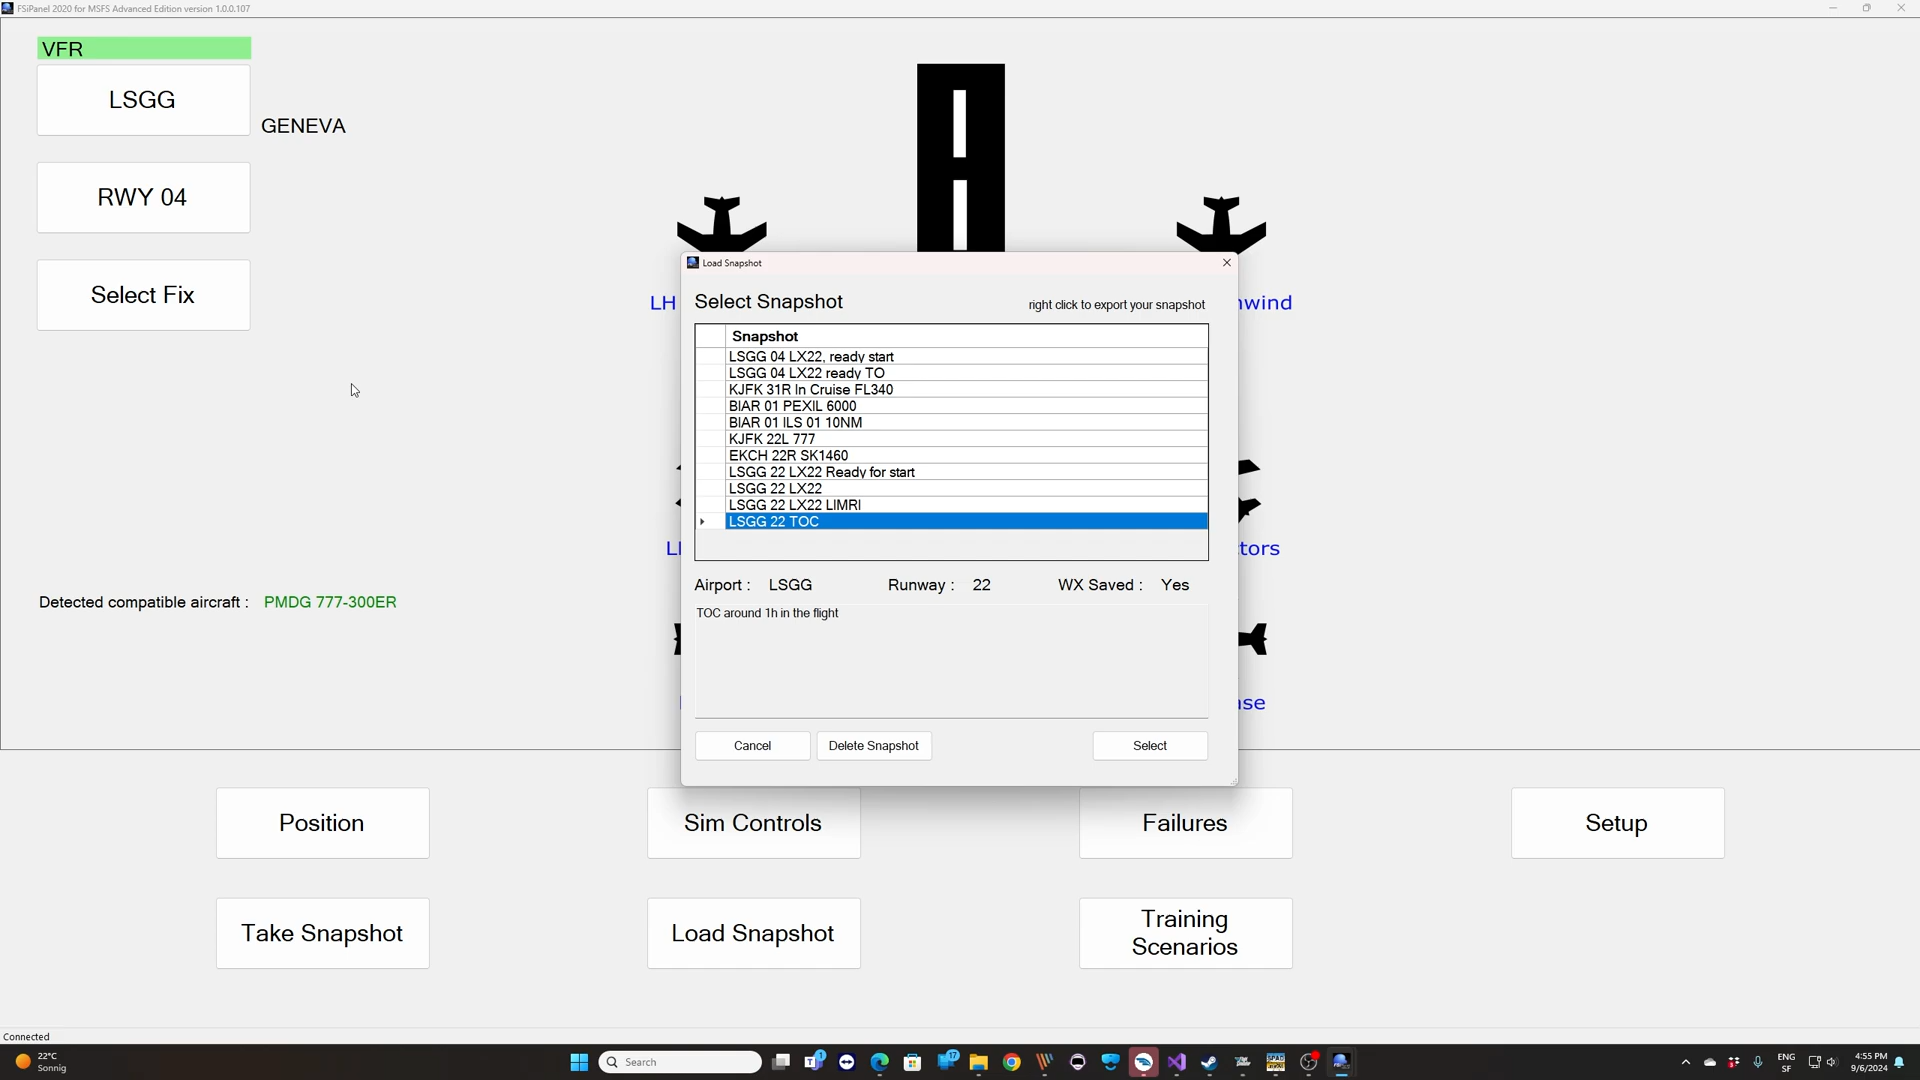 FSiPanel 2020 for MSFS Advanced Edition version 1.0.0.107
VFR
LSGG
GENEVA
RWY 04
Select Fix
Detected compatible aircraft : PMDG 777-300ER
LH
nwind
tors
ase
Load Snapshot
Select Snapshot
right click to export your snapshot
Snapshot
LSGG 04 LX22, ready start
LSGG 04 LX22 ready TO
KJFK 31R In Cruise FL340
BIAR 01 PEXIL 6000
BIAR 01 ILS 01 10NM
KJFK 22L 777
EKCH 22R SK1460
LSGG 22 LX22 Ready for start
LSGG 22 LX22
LSGG 22 LX22 LIMRI
LSGG 22 TOC
Airport : LSGG Runway : 22 WX Saved : Yes
TOC around 1h in the flight
Cancel
Delete Snapshot
Select
Position
Sim Controls
Failures
Setup
Take Snapshot
Load Snapshot
Training
Scenarios
Connected
22°C
Sonnig
Search
1
17
ENG
SF
4:55 PM
9/6/2024